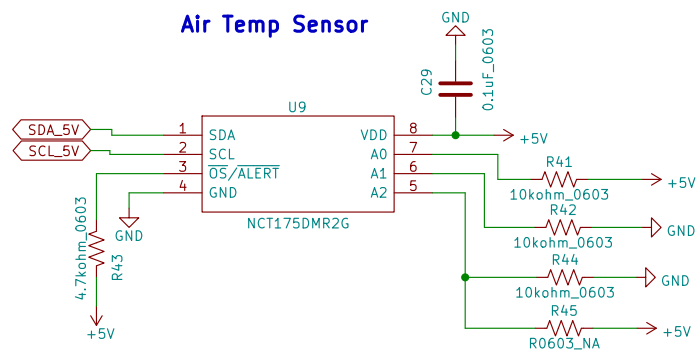 Air Temp Sensor
GND
C29
0.1uF_0603
U9
SDA_5V
SCL_5V
1 SDA VDD 8
2 SCL A0 7
3 OS/ALERT A1 6
4 GND A2 5
+5V
NCT175DMR2G
GND
R41
10kohm_0603
+5V
R42
10kohm_0603
GND
R44
10kohm_0603
GND
R45
R0603_NA
+5V
4.7kohm_0603
R43
+5V